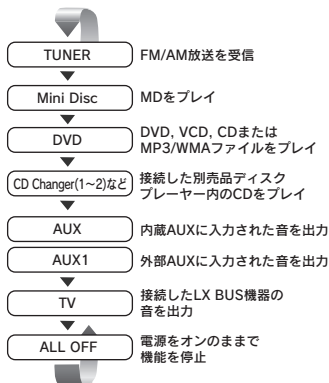 TUNER FM/AM放送を受信
Mini Disc MDをプレイ
DVD DVD, VCD, CDまたは
MP3/WMAファイルをプレイ
CD Changer(1~2)など 接続した別売品ディスク
プレーヤー内のCDをプレイ
AUX 内蔵AUXに入力された音を出力
AUX1 外部AUXに入力された音を出力
TV 接続したLX BUS機器の
音を出力
ALL OFF 電源をオンのままで
機能を停止